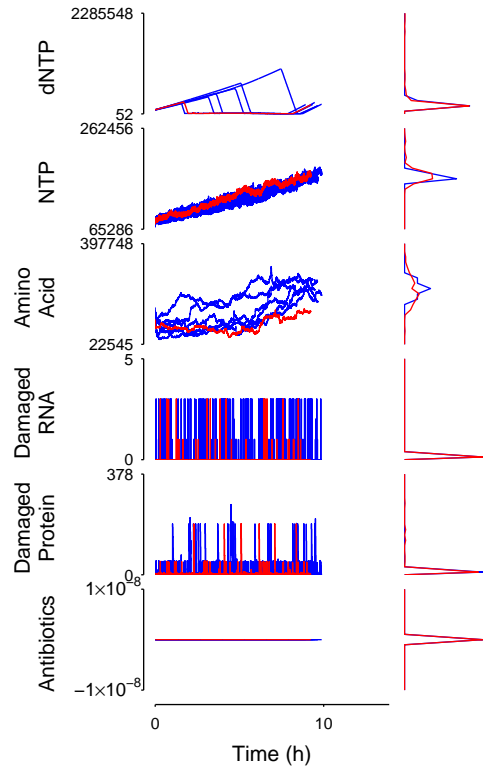 2285548
dNTP
52
262456
NTP
65286
397748
Amino
Acid
22545
5
Damaged
RNA
0
378
Damaged
Protein
0
1×10⁻⁸
Antibiotics
−1×10⁻⁸
0 10
Time (h)